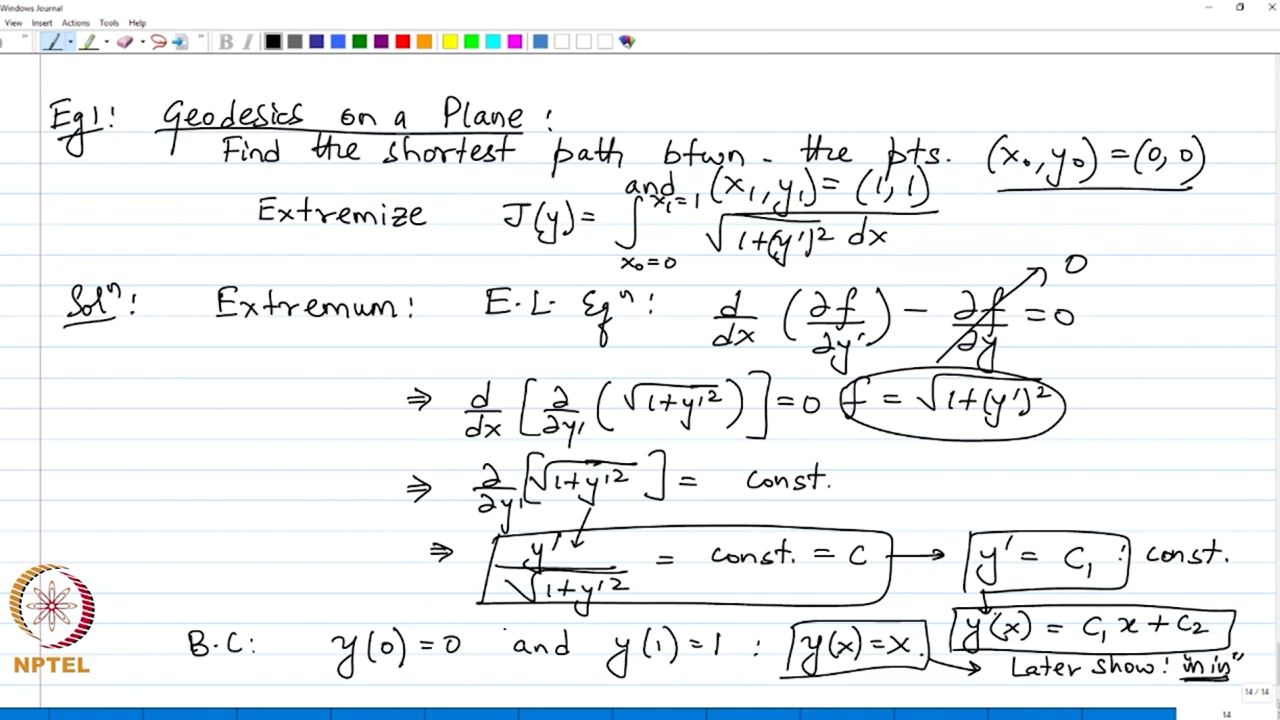 Windows Journal
View Insert Actions Tools Help
Eg1: Geodesics on a Plane:
Find the shortest path btwn. the pts. (x₀, y₀) = (0, 0)
and (x₁, y₁) = (1, 1)
Extremize J(y) = ∫_{x₀=0}^{x₁=1} √(1+(y')²) dx
Solⁿ: Extremum: E.L. Eqⁿ: d/dx (∂f/∂y') − ∂f/∂y = 0 → 0
⇒ d/dx [∂/∂y' (√(1+y'²))] = 0 f = √(1+(y')²)
⇒ ∂/∂y' [√(1+y'²)] = const.
⇒ y'/√(1+y'²) = const. = C → y' = C₁ : const.
y(x) = C₁x + C₂
B.C: y(0) = 0 and y(1) = 1 : y(x) = x.
→ Later show! "min"
NPTEL
14 / 14
14